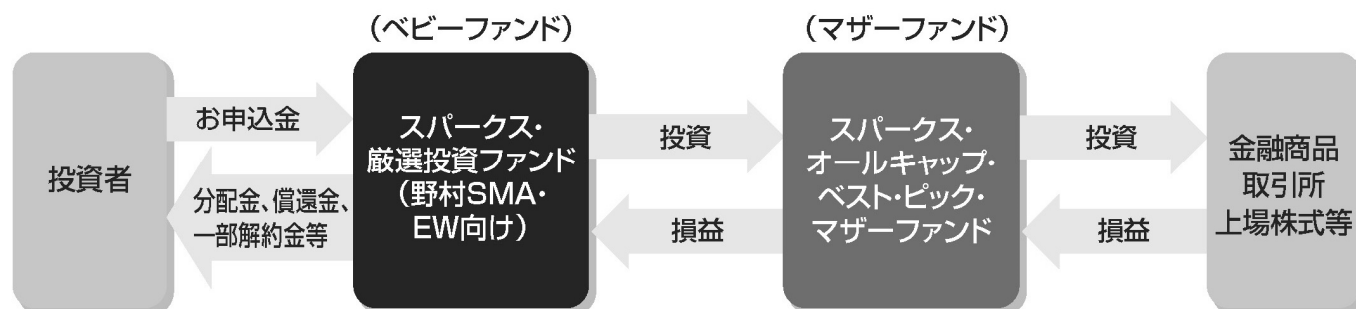 (ベビーファンド)
(マザーファンド)
投資者
お申込金
分配金、償還金、
一部解約金等
スパークス・
厳選投資ファンド
(野村SMA・
EW向け)
投資
損益
スパークス・
オールキャップ・
ベスト・ピック・
マザーファンド
投資
損益
金融商品
取引所
上場株式等